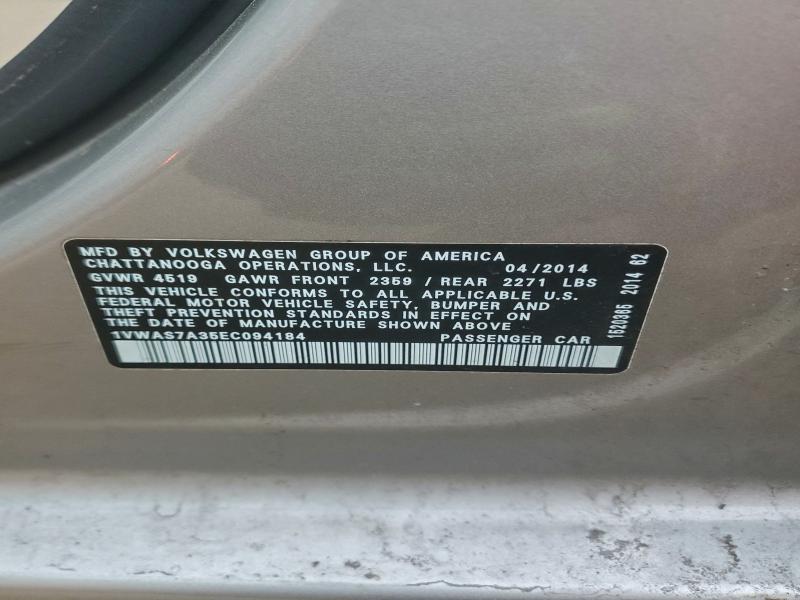 MFD BY VOLKSWAGEN GROUP OF AMERICA
CHATTANOOGA OPERATIONS, LLC. 04/2014
GVWR 4519 GAWR FRONT 2359 / REAR 2271 LBS
THIS VEHICLE CONFORMS TO ALL APPLICABLE U.S.
FEDERAL MOTOR VEHICLE SAFETY, BUMPER AND
THEFT PREVENTION STANDARDS IN EFFECT ON
THE DATE OF MANUFACTURE SHOWN ABOVE
1VWAS7A35EC094184 PASSENGER CAR
1520365 2014 62